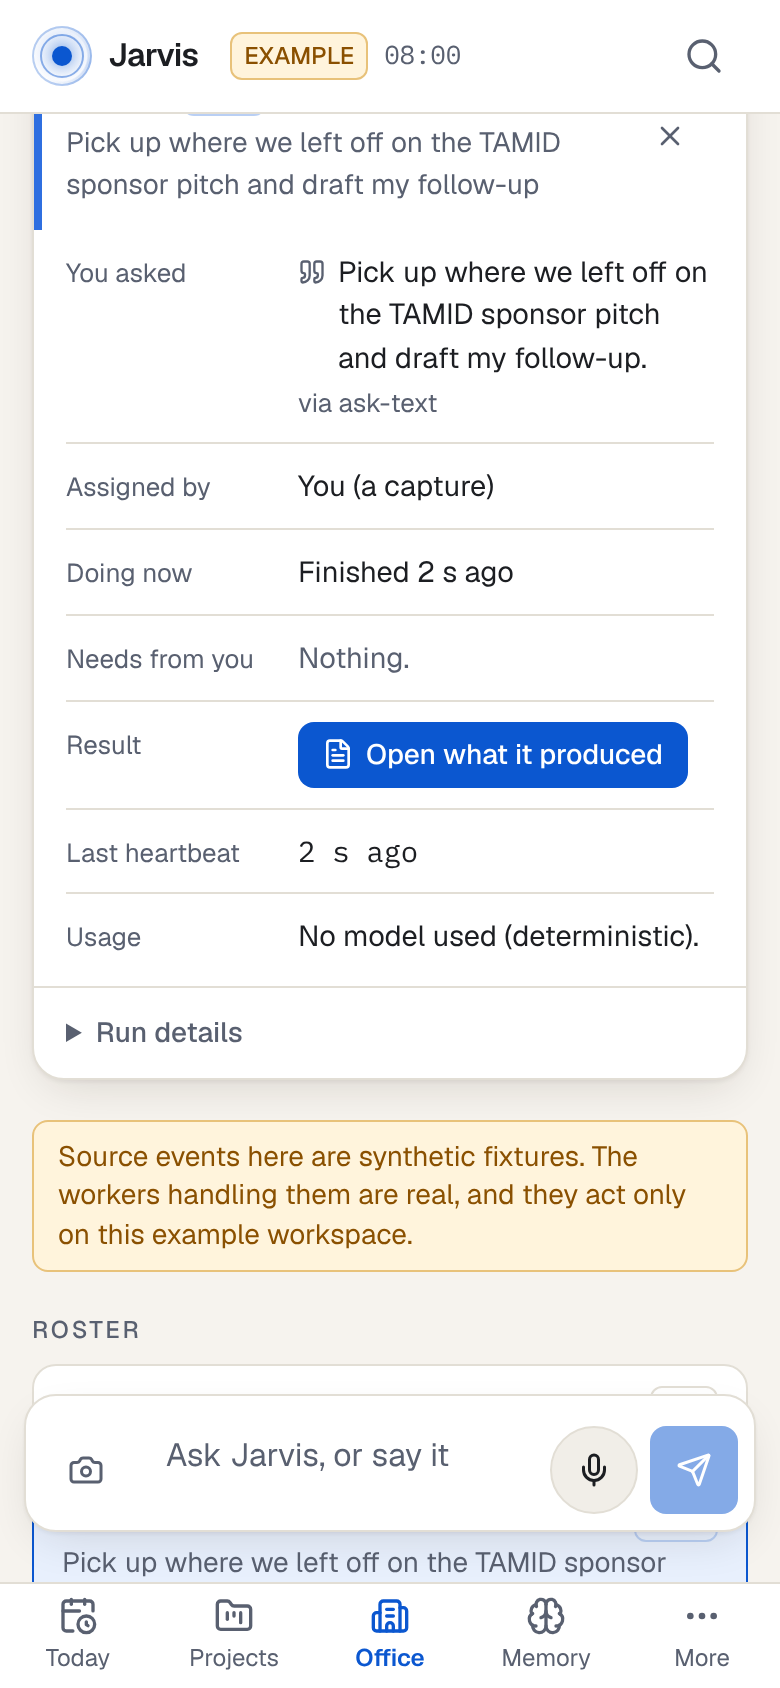 Jarvis
EXAMPLE
08:00
Pick up where we left off on the TAMID
sponsor pitch and draft my follow-up
You asked
Pick up where we left off on
the TAMID sponsor pitch
and draft my follow-up.
via ask-text
Assigned by
You (a capture)
Doing now
Finished 2 s ago
Needs from you
Nothing.
Result
Open what it produced
Last heartbeat
2 s ago
Usage
No model used (deterministic).
Run details
Source events here are synthetic fixtures. The
workers handling them are real, and they act only
on this example workspace.
ROSTER
Ask Jarvis, or say it
Pick up where we left off on the TAMID sponsor
Today
Projects
Office
Memory
More